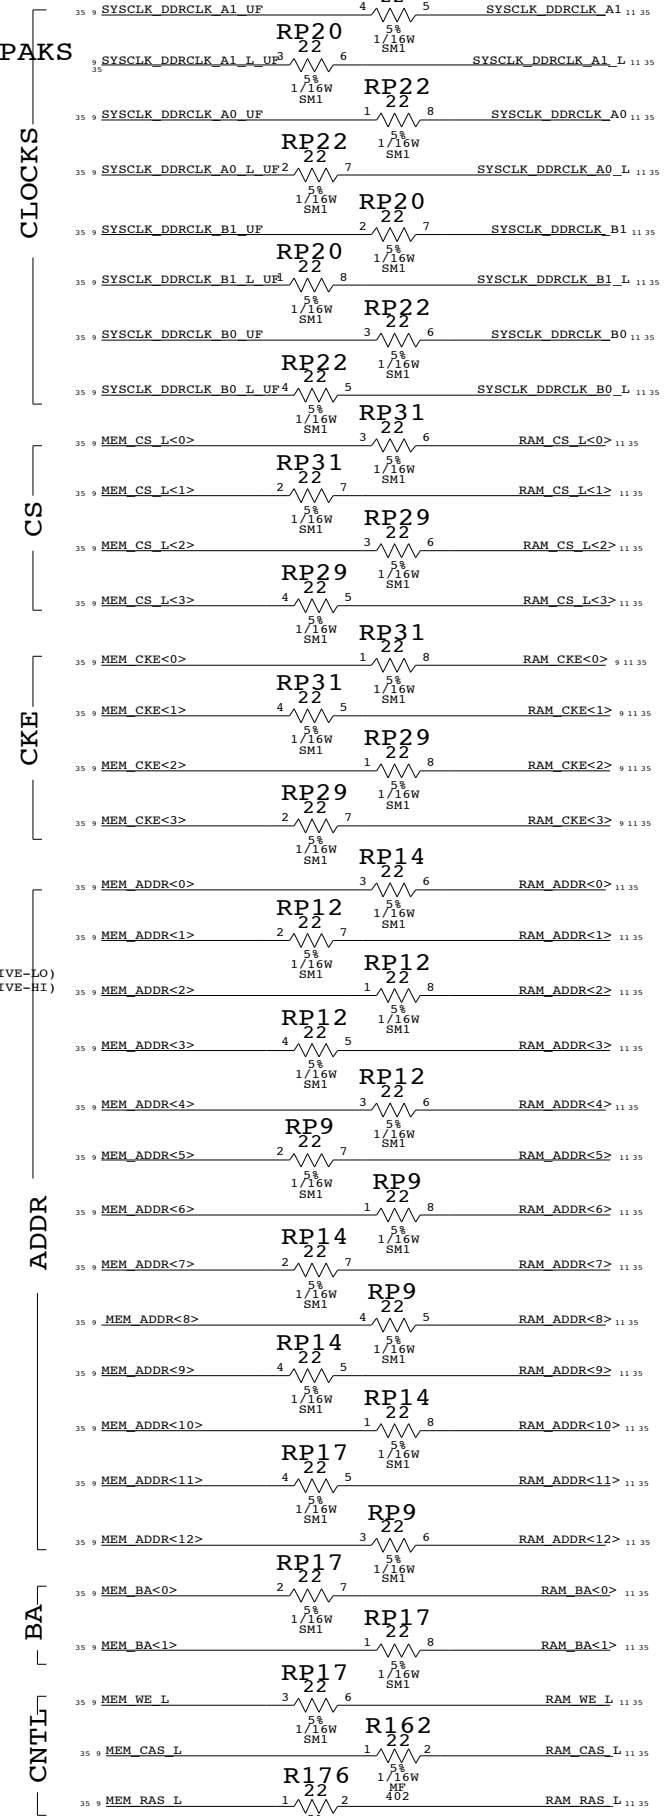 35 9 SYSCLK_DDRCLK_A1_UF 4 22 5 SYSCLK_DDRCLK_A1 11 35
5%
1/16W
SM1
PAKS
RP20
22
9 35 SYSCLK_DDRCLK_A1_L_UF 3 6 SYSCLK_DDRCLK_A1_L 11 35
5%
1/16W
SM1
RP22
22
35 9 SYSCLK_DDRCLK_A0_UF 1 8 SYSCLK_DDRCLK_A0 11 35
5%
1/16W
SM1
CLOCKS
RP22
22
35 9 SYSCLK_DDRCLK_A0_L_UF 2 7 SYSCLK_DDRCLK_A0_L 11 35
5%
1/16W
SM1
RP20
22
35 9 SYSCLK_DDRCLK_B1_UF 2 7 SYSCLK_DDRCLK_B1 11 35
5%
1/16W
SM1
RP20
22
35 9 SYSCLK_DDRCLK_B1_L_UF 1 8 SYSCLK_DDRCLK_B1_L 11 35
5%
1/16W
SM1
RP22
22
35 9 SYSCLK_DDRCLK_B0_UF 3 6 SYSCLK_DDRCLK_B0 11 35
5%
1/16W
SM1
RP22
22
35 9 SYSCLK_DDRCLK_B0_L_UF 4 5 SYSCLK_DDRCLK_B0_L 11 35
5%
1/16W
SM1
RP31
22
35 9 MEM_CS_L<0> 3 6 RAM_CS_L<0> 11 35
5%
1/16W
SM1
RP31
22
35 9 MEM_CS_L<1> 2 7 RAM_CS_L<1> 11 35
5%
1/16W
SM1
CS
RP29
22
35 9 MEM_CS_L<2> 3 6 RAM_CS_L<2> 11 35
5%
1/16W
SM1
RP29
22
35 9 MEM_CS_L<3> 4 5 RAM_CS_L<3> 11 35
5%
1/16W
SM1
RP31
22
35 9 MEM_CKE<0> 1 8 RAM_CKE<0> 9 11 35
5%
1/16W
SM1
RP31
22
35 9 MEM_CKE<1> 4 5 RAM_CKE<1> 9 11 35
5%
1/16W
SM1
CKE
RP29
22
35 9 MEM_CKE<2> 1 8 RAM_CKE<2> 9 11 35
5%
1/16W
SM1
RP29
22
35 9 MEM_CKE<3> 2 7 RAM_CKE<3> 9 11 35
5%
1/16W
SM1
RP14
22
35 9 MEM_ADDR<0> 3 6 RAM_ADDR<0> 11 35
5%
1/16W
SM1
RP12
22
35 9 MEM_ADDR<1> 2 7 RAM_ADDR<1> 11 35
5%
1/16W
SM1
IVE-LO)
IVE-HI)
RP12
22
35 9 MEM_ADDR<2> 1 8 RAM_ADDR<2> 11 35
5%
1/16W
SM1
RP12
22
35 9 MEM_ADDR<3> 4 5 RAM_ADDR<3> 11 35
5%
1/16W
SM1
RP12
22
35 9 MEM_ADDR<4> 3 6 RAM_ADDR<4> 11 35
5%
1/16W
SM1
RP9
22
35 9 MEM_ADDR<5> 2 7 RAM_ADDR<5> 11 35
5%
1/16W
SM1
RP9
22
35 9 MEM_ADDR<6> 1 8 RAM_ADDR<6> 11 35
5%
1/16W
SM1
ADDR
RP14
22
35 9 MEM_ADDR<7> 2 7 RAM_ADDR<7> 11 35
5%
1/16W
SM1
RP9
22
35 9 MEM_ADDR<8> 4 5 RAM_ADDR<8> 11 35
5%
1/16W
SM1
RP14
22
35 9 MEM_ADDR<9> 4 5 RAM_ADDR<9> 11 35
5%
1/16W
SM1
RP14
22
35 9 MEM_ADDR<10> 1 8 RAM_ADDR<10> 11 35
5%
1/16W
SM1
RP17
22
35 9 MEM_ADDR<11> 4 5 RAM_ADDR<11> 11 35
5%
1/16W
SM1
RP9
22
35 9 MEM_ADDR<12> 3 6 RAM_ADDR<12> 11 35
5%
1/16W
SM1
RP17
22
35 9 MEM_BA<0> 2 7 RAM_BA<0> 11 35
5%
1/16W
SM1
BA
RP17
22
35 9 MEM_BA<1> 1 8 RAM_BA<1> 11 35
5%
1/16W
SM1
RP17
22
35 9 MEM_WE_L 3 6 RAM_WE_L 11 35
5%
1/16W
SM1
CNTL
R162
22
35 9 MEM_CAS_L 1 2 RAM_CAS_L 11 35
5%
1/16W
MF
402
R176
22
35 9 MEM_RAS_L 1 2 RAM_RAS_L 11 35